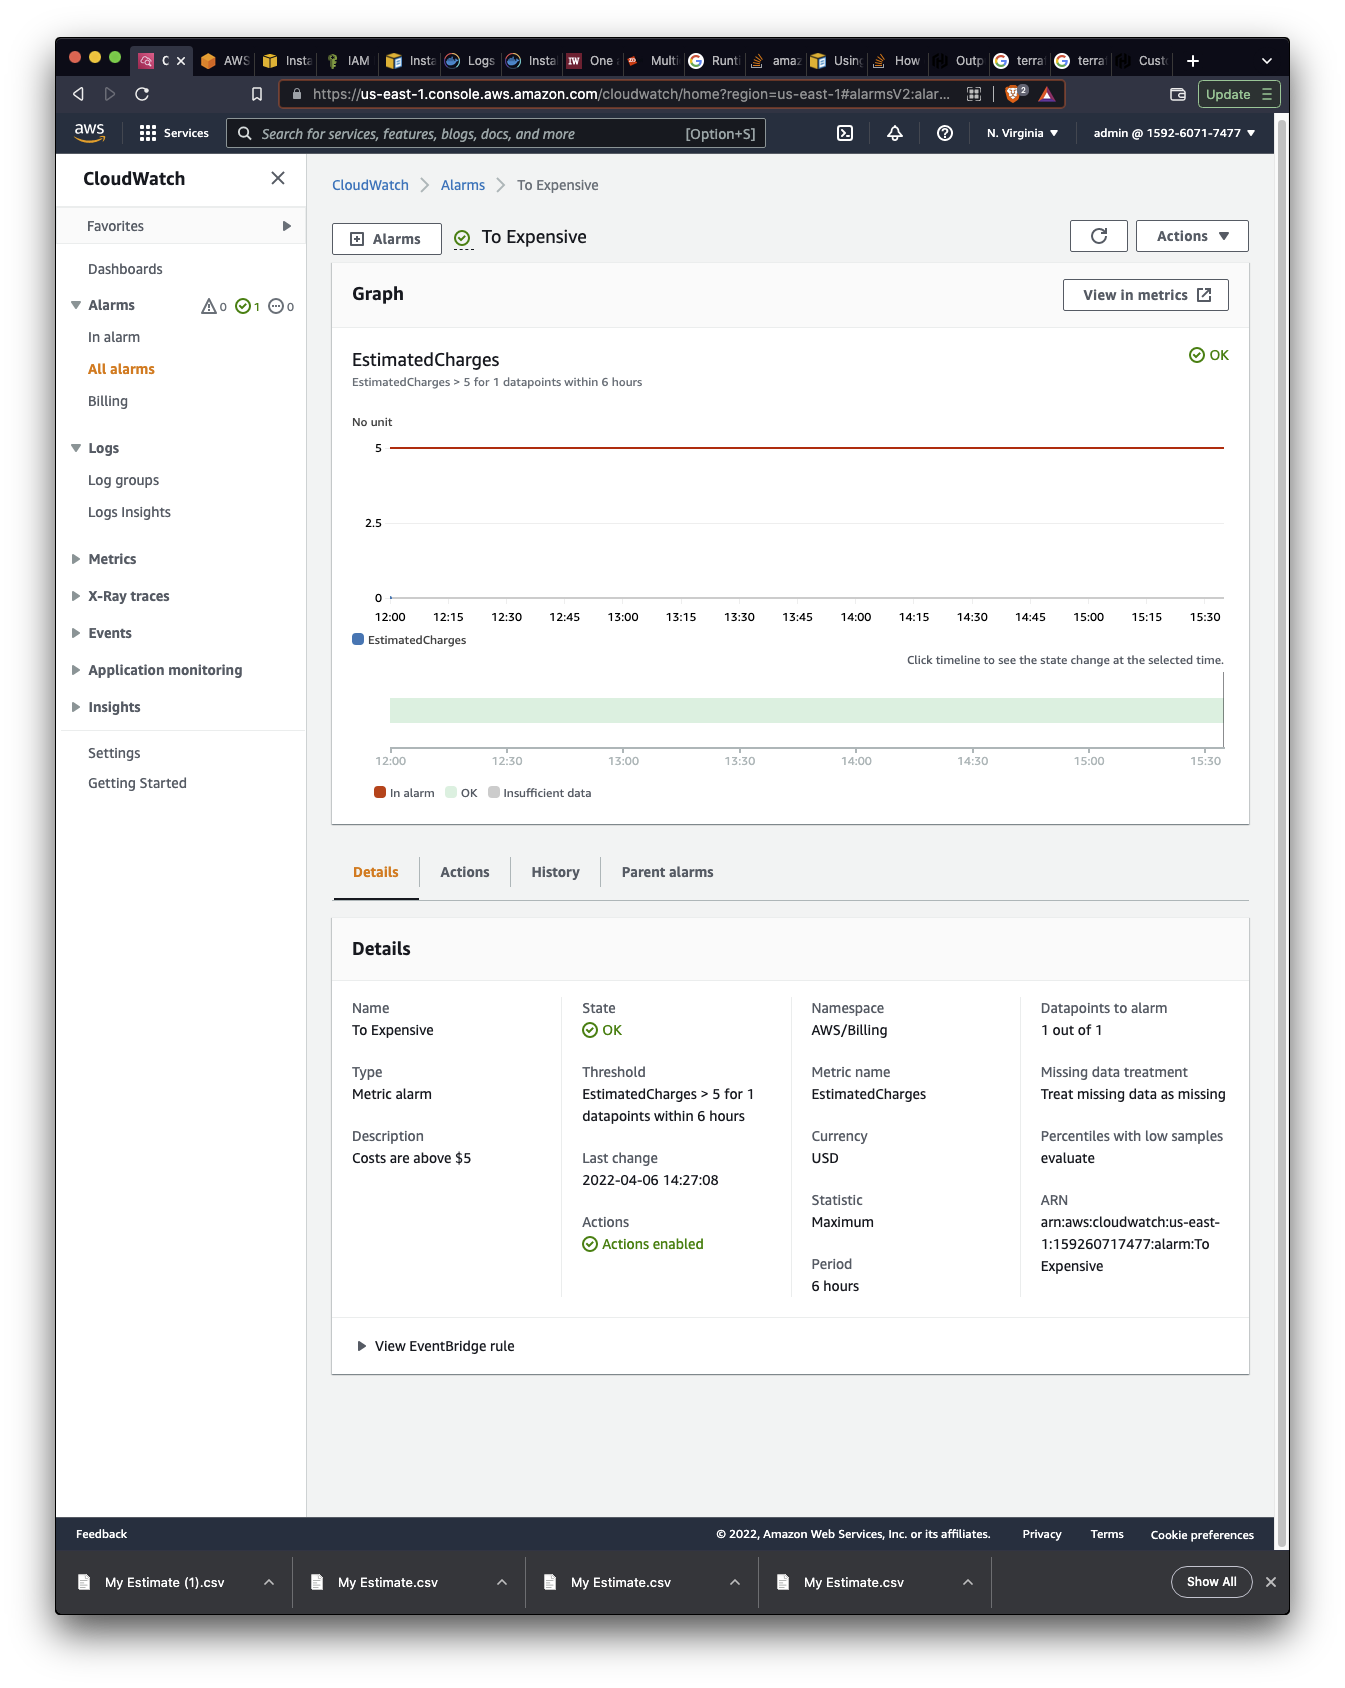 C
AWS
Insta
IAM
Insta
Logs
Insta
IW
One
Multi
Runt
amaz
Using
How
Outp
terra
terra
Cust
https://us-east-1.console.aws.amazon.com/cloudwatch/home?region=us-east-1#alarmsV2:alar...
2
Update
aws
Services
Search for services, features, blogs, docs, and more
[Option+S]
N. Virginia
admin @ 1592-6071-7477
CloudWatch
Favorites
Dashboards
Alarms
0
1
0
In alarm
All alarms
Billing
Logs
Log groups
Logs Insights
Metrics
X-Ray traces
Events
Application monitoring
Insights
Settings
Getting Started
CloudWatch
Alarms
To Expensive
Alarms
To Expensive
Actions
Graph
View in metrics
EstimatedCharges
OK
EstimatedCharges > 5 for 1 datapoints within 6 hours
No unit
5
2.5
0
12:00 12:15 12:30 12:45 13:00 13:15 13:30 13:45 14:00 14:15 14:30 14:45 15:00 15:15 15:30
EstimatedCharges
Click timeline to see the state change at the selected time.
12:00 12:30 13:00 13:30 14:00 14:30 15:00 15:30
In alarm OK Insufficient data
Details
Actions
History
Parent alarms
Details
Name
To Expensive
Type
Metric alarm
Description
Costs are above $5
State
OK
Threshold
EstimatedCharges > 5 for 1
datapoints within 6 hours
Last change
2022-04-06 14:27:08
Actions
Actions enabled
Namespace
AWS/Billing
Metric name
EstimatedCharges
Currency
USD
Statistic
Maximum
Period
6 hours
Datapoints to alarm
1 out of 1
Missing data treatment
Treat missing data as missing
Percentiles with low samples
evaluate
ARN
arn:aws:cloudwatch:us-east-
1:159260717477:alarm:To
Expensive
View EventBridge rule
Feedback
© 2022, Amazon Web Services, Inc. or its affiliates.
Privacy
Terms
Cookie preferences
My Estimate (1).csv
My Estimate.csv
My Estimate.csv
My Estimate.csv
Show All